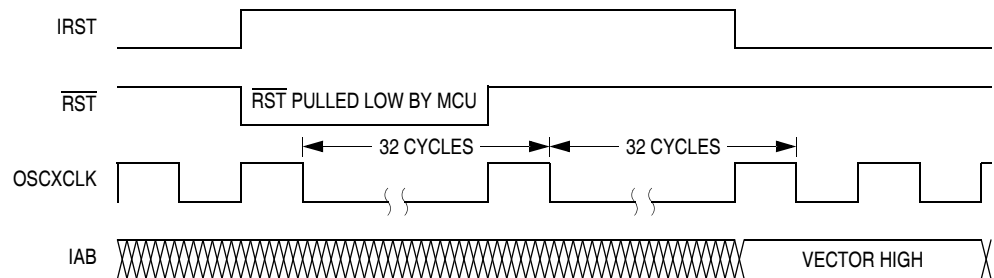 IRST
RST
RST PULLED LOW BY MCU
32 CYCLES
32 CYCLES
OSCXCLK
IAB
VECTOR HIGH